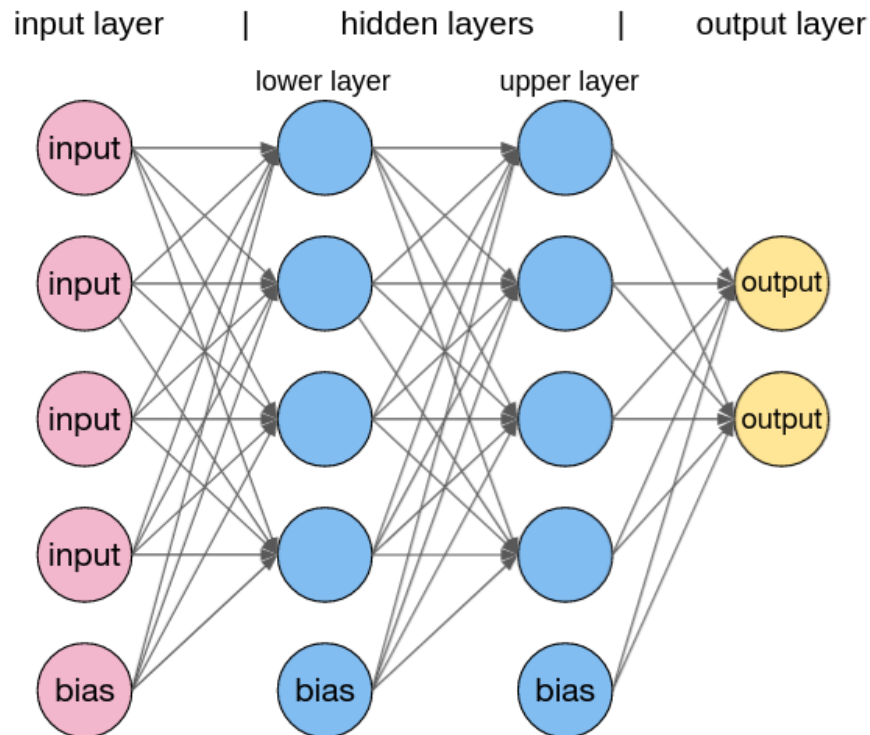 input layer | hidden layers | output layer
lower layer upper layer
input
input output
input output
input
bias bias bias